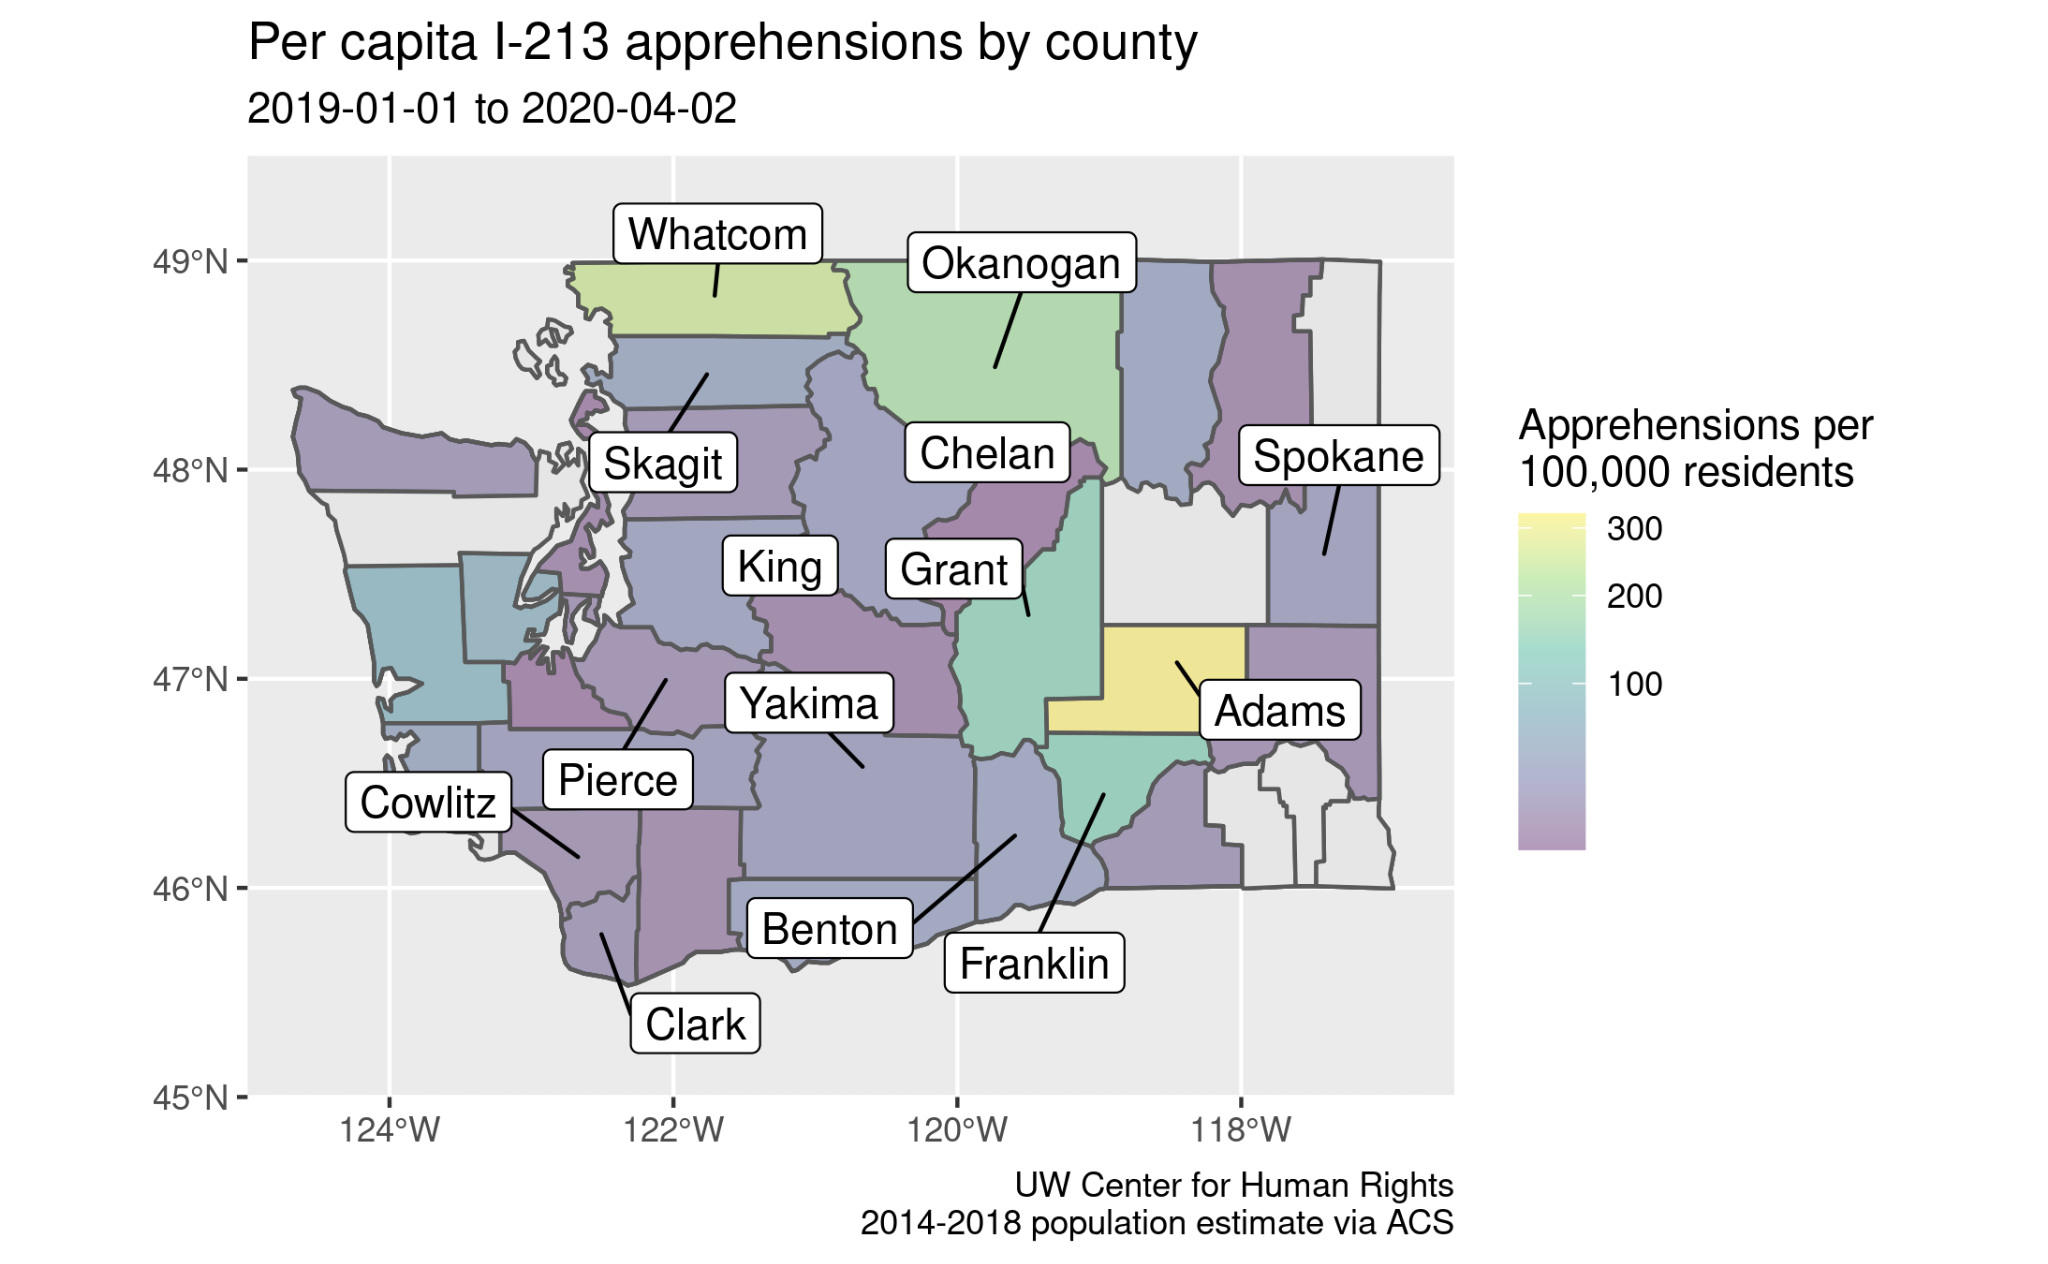 Per capita I-213 apprehensions by county
2019-01-01 to 2020-04-02
Whatcom
Okanogan
49°N
Apprehensions per
100,000 residents
Skagit
Chelan
Spokane
48°N
300
King
Grant
200
47°N
100
Yakima
Adams
Pierce
Cowlitz
46°N
Benton
Franklin
Clark
45°N
124°W
122°W
120°W
118°W
UW Center for Human Rights
2014-2018 population estimate via ACS